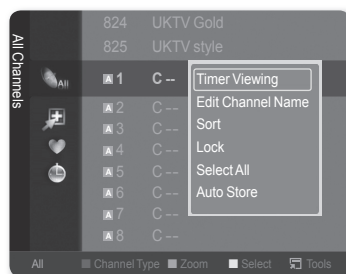 All Channels
824 UKTV Gold
825 UKTV style
All
A 1 C --
A 2 C --
A 3 C --
A 4 C --
A 5 C --
A 6 C --
A 7 C --
A 8 C --
Timer Viewing
Edit Channel Name
Sort
Lock
Select All
Auto Store
All Channel Type Zoom Select Tools